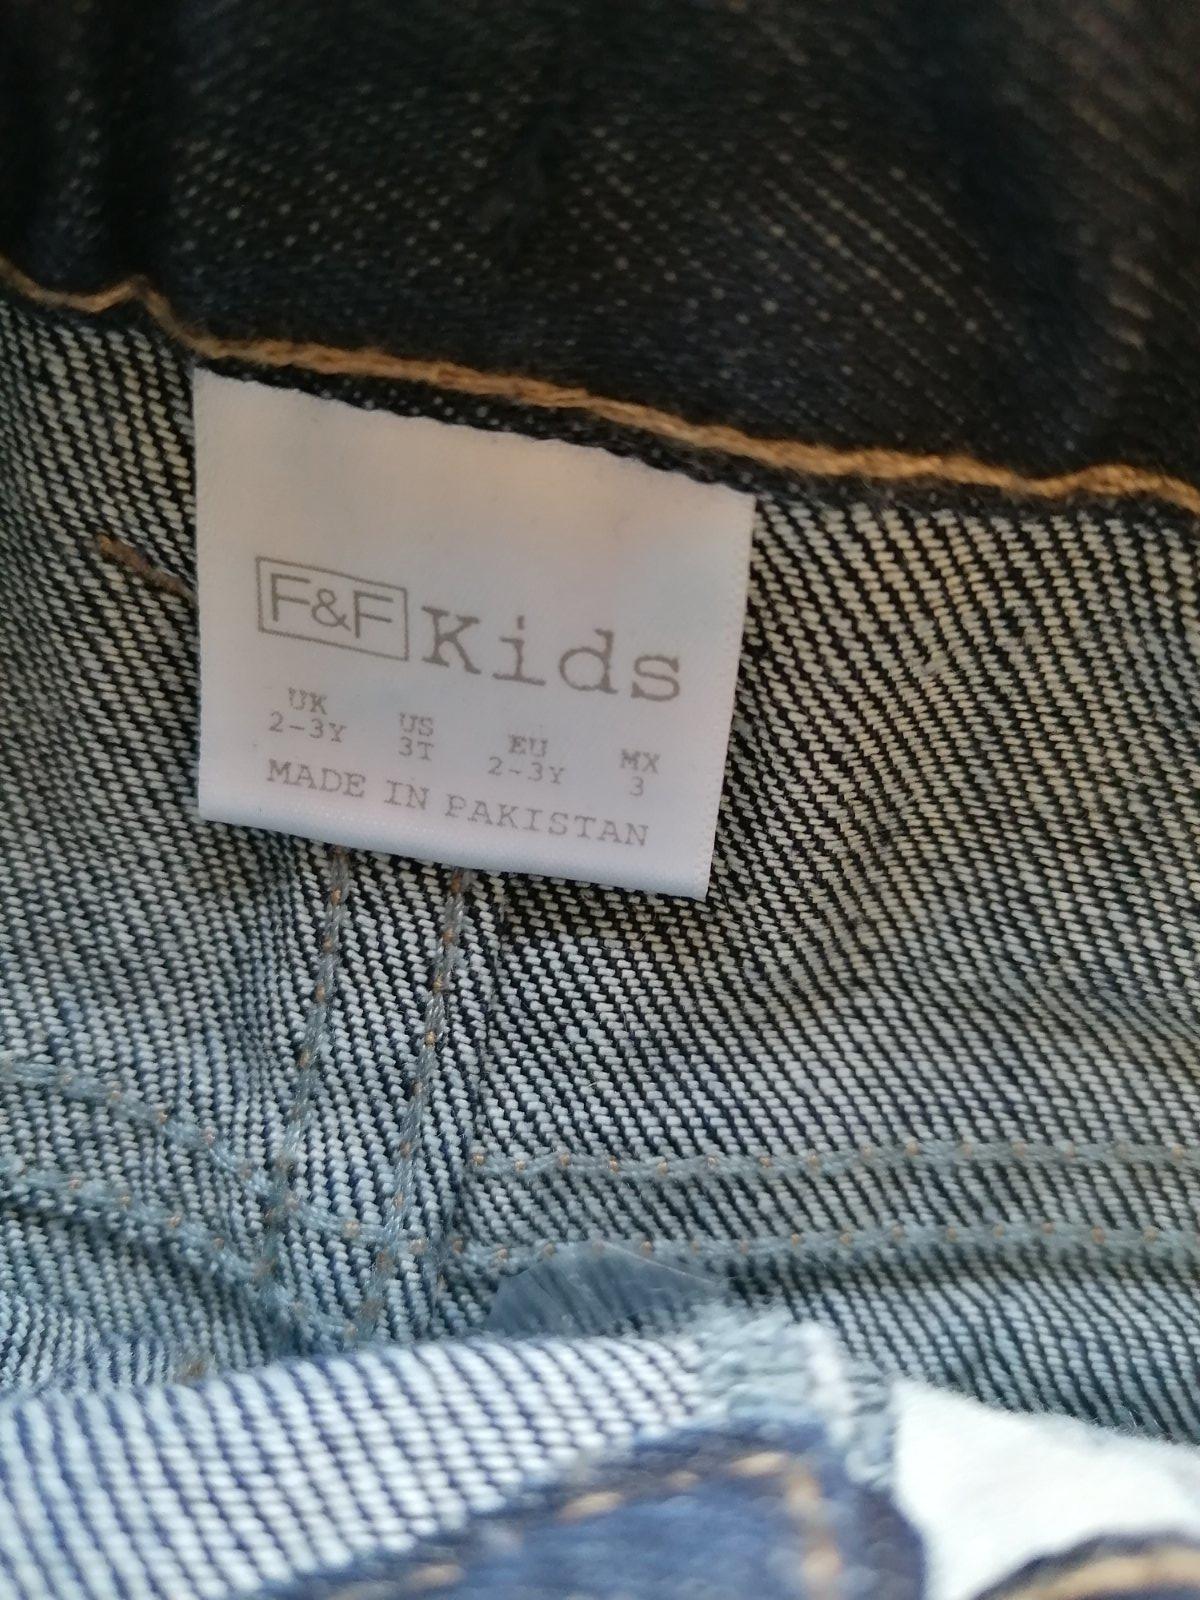 F&F Kids
UK US EU MX
2-3Y 3T 2-3Y 3
MADE IN PAKISTAN